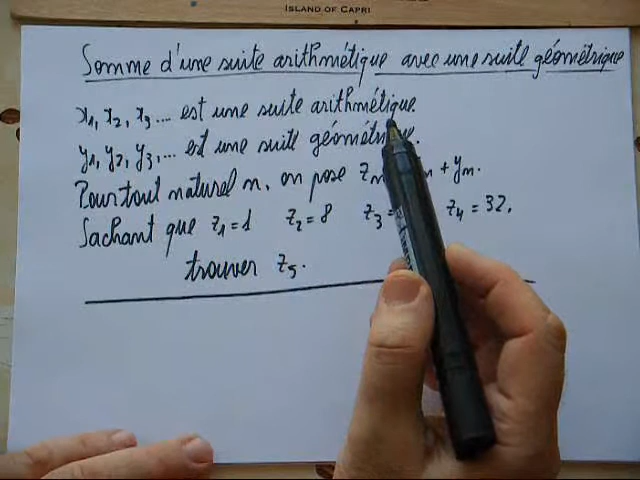 ISLAND OF CAPRI
Somme d'une suite arithmétique avec une suite géométrique
x1, x2, x3... est une suite arithmétique.
y1, y2, y3,... est une suite
Pour tout naturel n, on pose zn + yn.
Sachant que z1 = 1 z2 = 8 z3 = z4 = 32,
trouver z5.